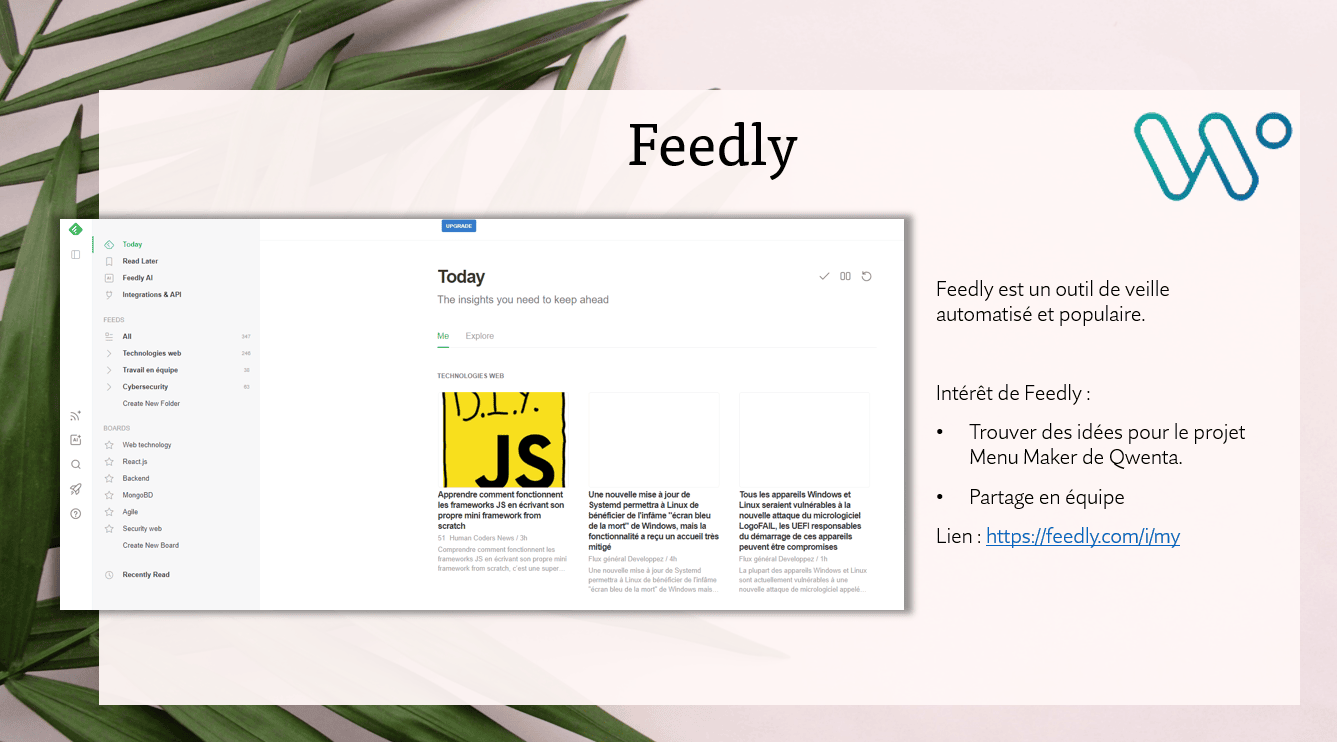 Feedly
UPGRADE
Today
Read Later
Feedly AI
Integrations & API
FEEDS
All 247
Technologies web 246
Travail en équipe
Cybersecurity
Create New Folder
BOARDS
Web technology
React.js
Backend
MongoBD
Agile
Security web
Create New Board
Recently Read
Today
The insights you need to keep ahead
Me Explore
TECHNOLOGIES WEB
D.I.Y.
JS
Apprendre comment fonctionnent
les frameworks JS en écrivant son
propre mini framework from
scratch
51 Human Coders News / 3h
Comprendre comment fonctionnent les
frameworks JS en écrivant son propre mini
framework from scratch, c'est une super...
Une nouvelle mise à jour de
Systemd permettra à Linux de
bénéficier de l'infâme "écran bleu
de la mort" de Windows, mais la
fonctionnalité a reçu un accueil très
mitigé
Flux général Developpez / 4h
Une nouvelle mise à jour de Systemd
permettra à Linux de bénéficier de l'infâme
"écran bleu de la mort" de Windows mais...
Tous les appareils Windows et
Linux seraient vulnérables à la
nouvelle attaque du micrologiciel
LogoFAIL, les UEFI responsables
du démarrage de ces appareils
peuvent être compromises
Flux général Developpez / 1h
La plupart des appareils Windows et Linux
sont actuellement vulnérables à une
nouvelle attaque de micrologiciel appelé...
Feedly est un outil de veille
automatisé et populaire.
Intérêt de Feedly :
• Trouver des idées pour le projet
Menu Maker de Qwenta.
• Partage en équipe
Lien : https://feedly.com/i/my